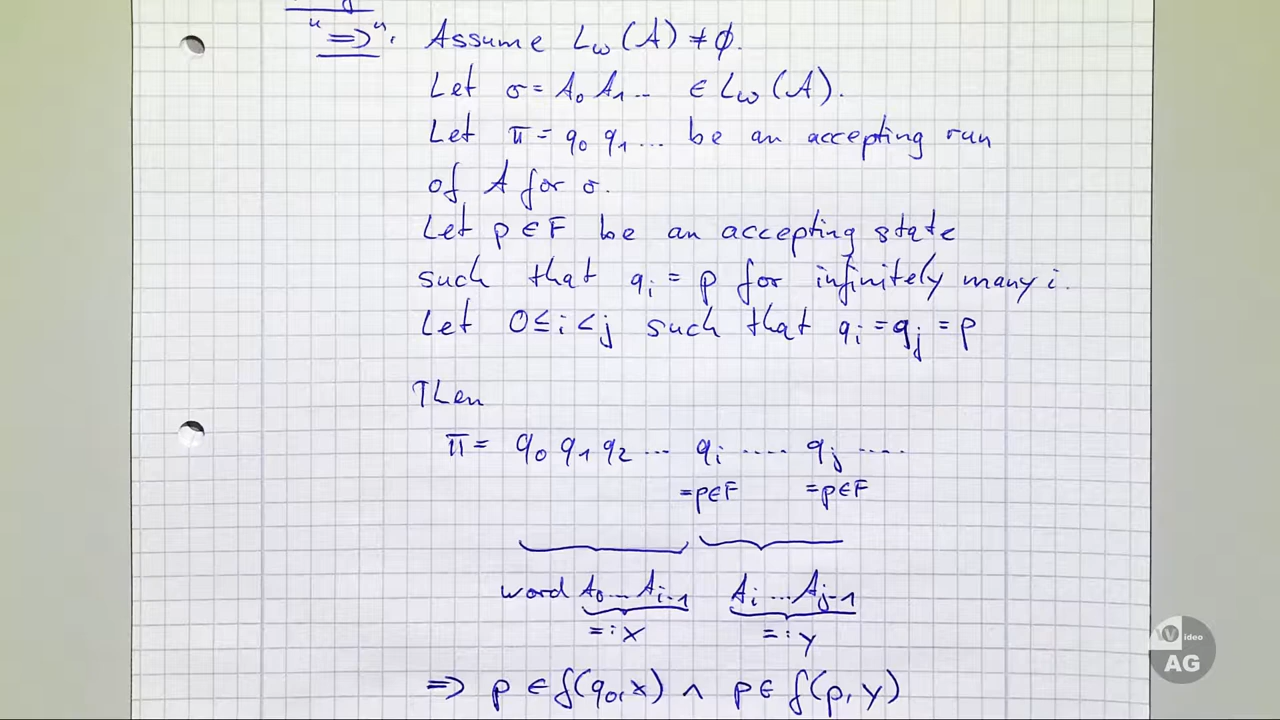 "⇒": Assume Lω(A) ≠ ∅.
Let σ = A₀ A₁ ... ∈ Lω(A).
Let π = q₀ q₁ ... be an accepting run
of A for σ.
Let p ∈ F be an accepting state
such that qᵢ = p for infinitely many i.
Let 0 ≤ i < j such that qᵢ = qⱼ = p
Then
π = q₀ q₁ q₂ ... qᵢ .... qⱼ ....
= p ∈ F = p ∈ F
word A₀ ... Aᵢ₋₁ Aᵢ ... Aⱼ₋₁
=: x =: y
⇒ p ∈ δ(q₀, x) ∧ p ∈ δ(p, y)
Video
AG